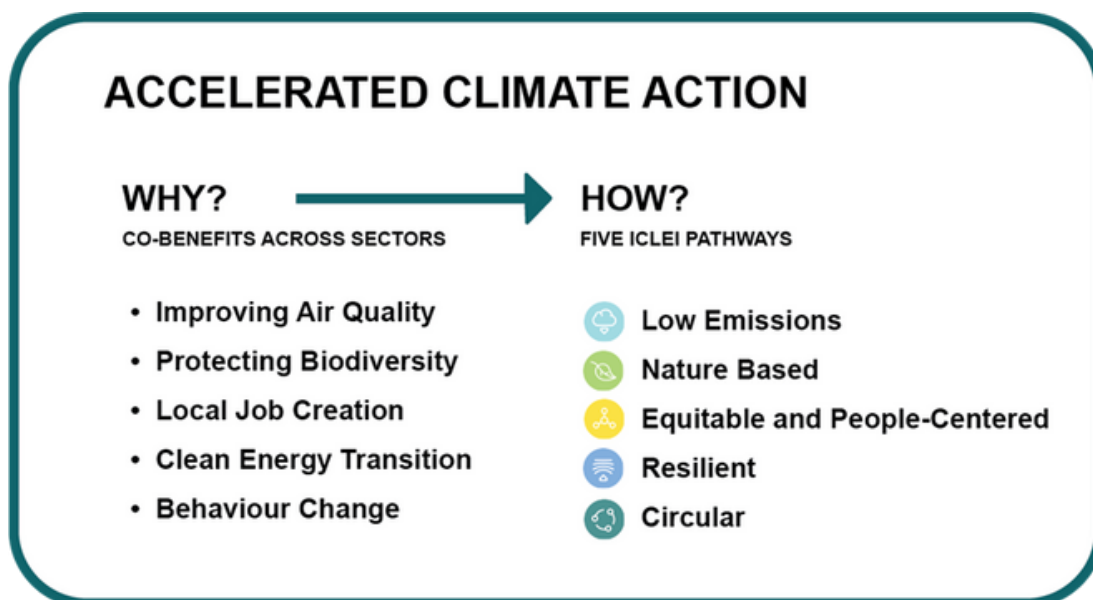 ACCELERATED CLIMATE ACTION
WHY?
CO-BENEFITS ACROSS SECTORS
• Improving Air Quality
• Protecting Biodiversity
• Local Job Creation
• Clean Energy Transition
• Behaviour Change
HOW?
FIVE ICLEI PATHWAYS
Low Emissions
Nature Based
Equitable and People-Centered
Resilient
Circular